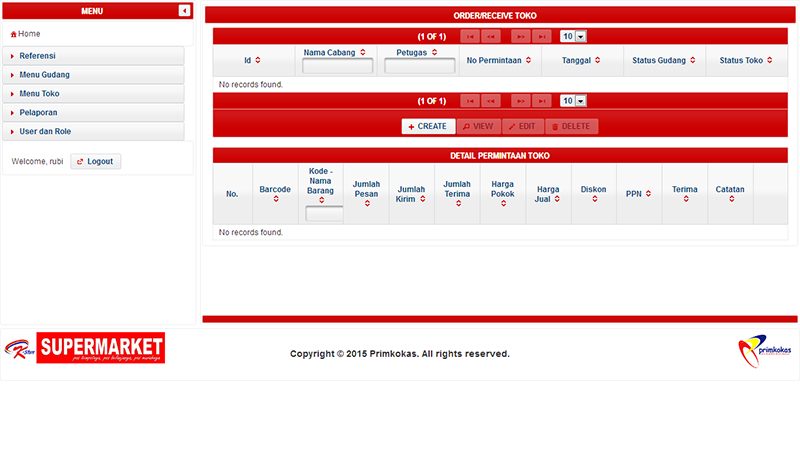 MENU
Home
Referensi
Menu Gudang
Menu Toko
Pelaporan
User dan Role
Welcome, rubi
Logout
ORDER/RECEIVE TOKO
(1 OF 1) 10
Id Nama Cabang Petugas No Permintaan Tanggal Status Gudang Status Toko
No records found.
(1 OF 1) 10
CREATE VIEW EDIT DELETE
DETAIL PERMINTAAN TOKO
No. Barcode Kode - Nama Barang Jumlah Pesan Jumlah Kirim Jumlah Terima Harga Pokok Harga Jual Diskon PPN Terima Catatan
No records found.
SUPERMARKET
Copyright © 2015 Primkokas. All rights reserved.
primkokas